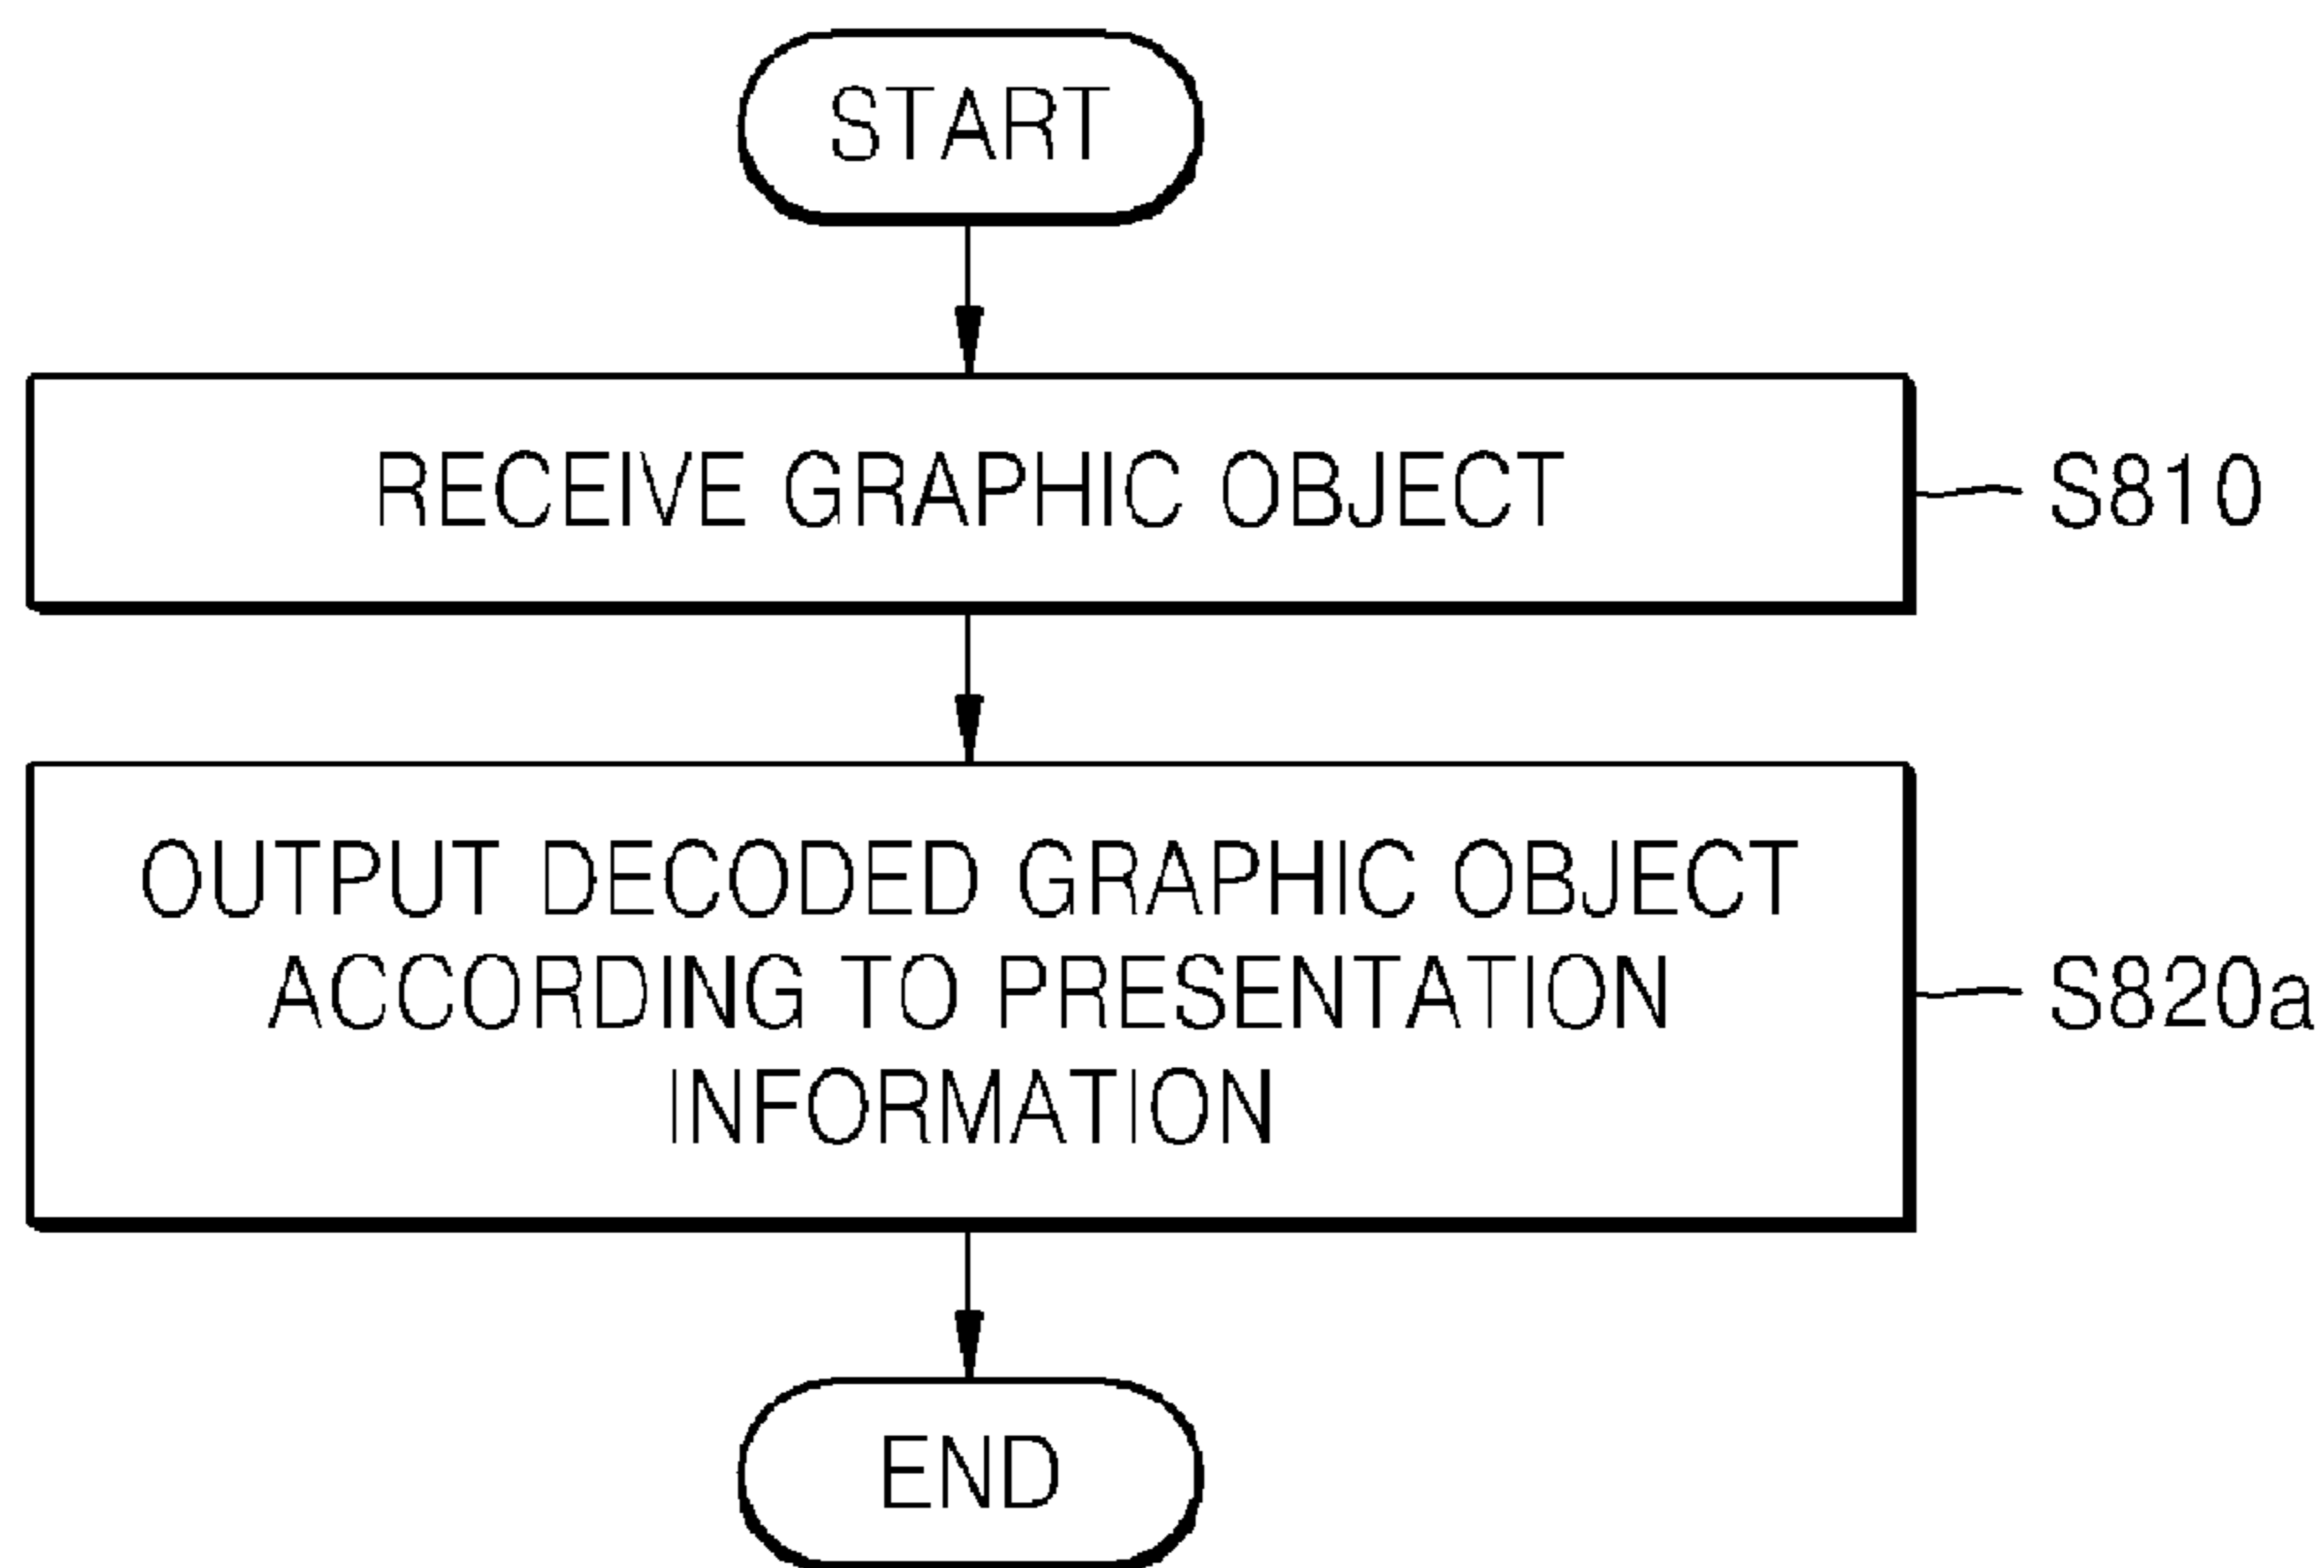 START
RECEIVE GRAPHIC OBJECT
S810
OUTPUT DECODED GRAPHIC OBJECT
ACCORDING TO PRESENTATION
INFORMATION
S820a
END